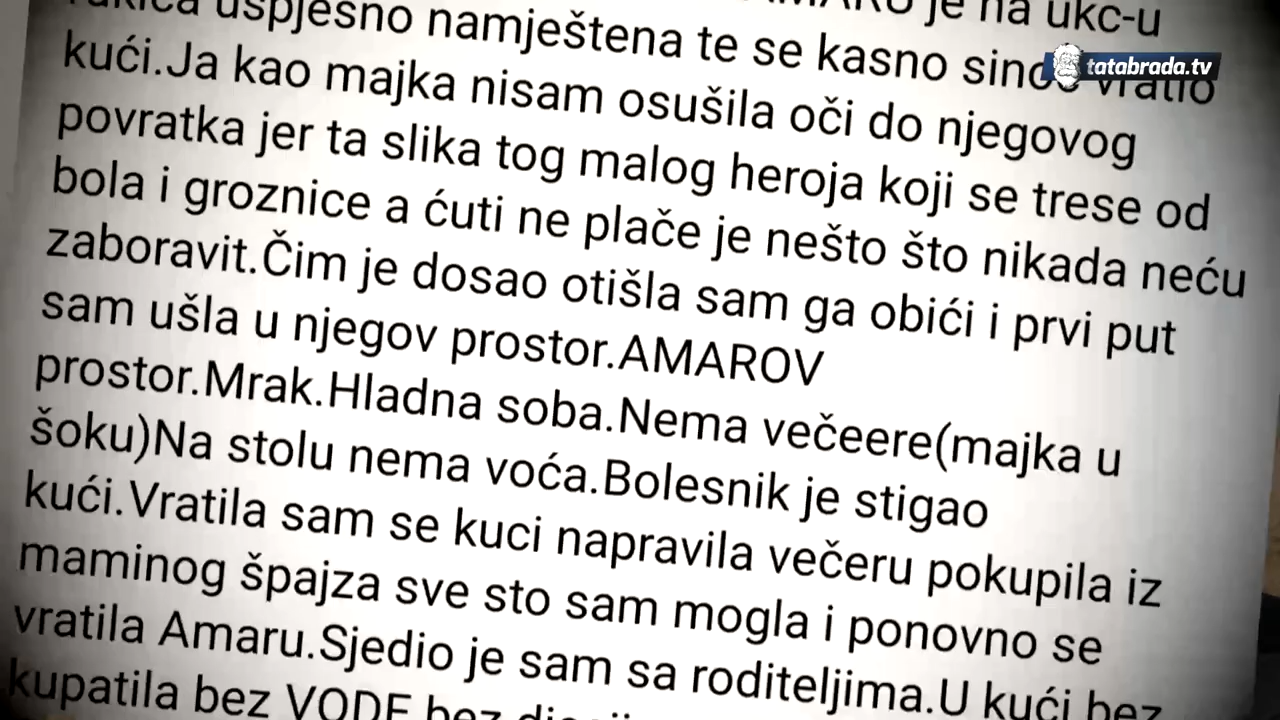 uspješno namještena te se kasno sinoć vratio
kući.Ja kao majka nisam osušila oči do njegovog
povratka jer ta slika tog malog heroja koji se trese od
bola i groznice a ćuti ne plače je nešto što nikada neću
zaboravit.Čim je dosao otišla sam ga obići i prvi put
sam ušla u njegov prostor.AMAROV
prostor.Mrak.Hladna soba.Nema večeere(majka u
šoku)Na stolu nema voća.Bolesnik je stigao
kući.Vratila sam se kuci napravila večeru pokupila iz
maminog špajza sve sto sam mogla i ponovno se
vratila Amaru.Sjedio je sam sa roditeljima.U kući bez
kupatila bez VODE bez
tatabrada.tv